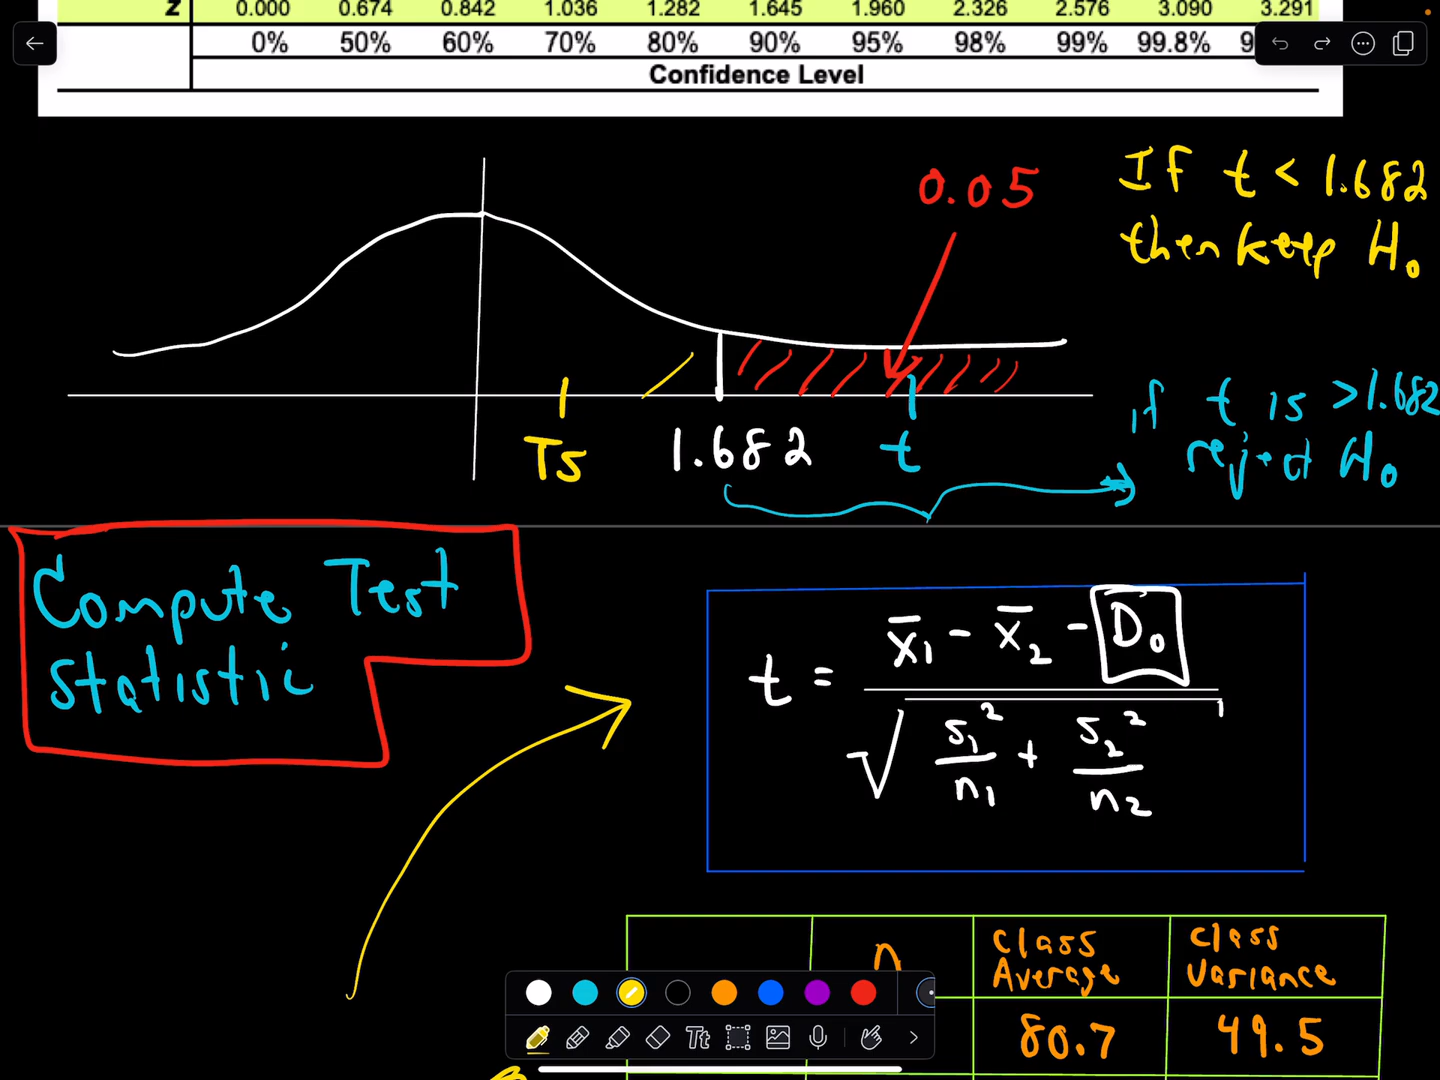 z 0.000 0.674 0.842 1.036 1.282 1.645 1.960 2.326 2.576 3.090 3.291
0% 50% 60% 70% 80% 90% 95% 98% 99% 99.8% 9
Confidence Level
0.05
If t < 1.682
then keep H₀
Ts
1.682
t
if t is >1.682
reject H₀
Compute Test
Statistic
t = x̄₁ - x̄₂ - D₀
√ s₁²/n₁ + s₂²/n₂
n
Class Average
Class Variance
Tt
80.7
49.5